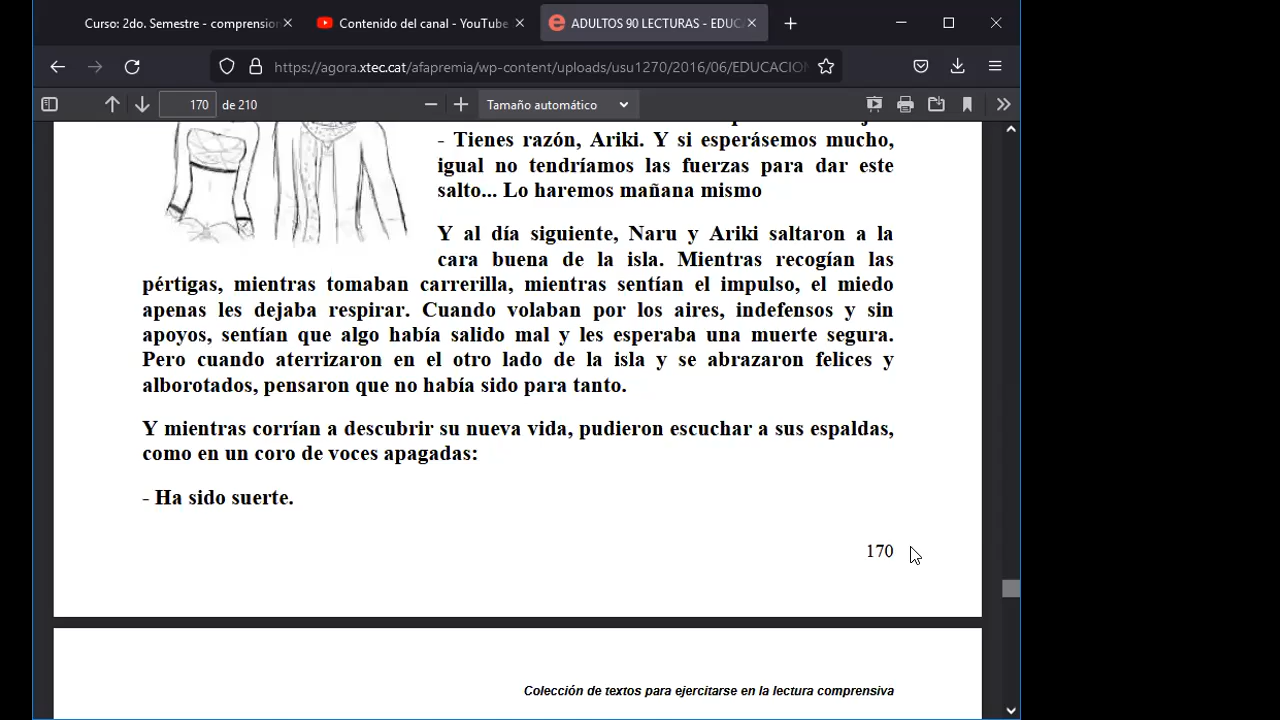 Curso: 2do. Semestre - comprension
Contenido del canal - YouTube
ADULTOS 90 LECTURAS - EDUCA
https://agora.xtec.cat/afapremia/wp-content/uploads/usu1270/2016/06/EDUCACION
170 de 210
Tamaño automático
- Tienes razón, Ariki. Y si esperásemos mucho,
igual no tendríamos las fuerzas para dar este
salto... Lo haremos mañana mismo
Y al día siguiente, Naru y Ariki saltaron a la
cara buena de la isla. Mientras recogían las
pértigas, mientras tomaban carrerilla, mientras sentían el impulso, el miedo
apenas les dejaba respirar. Cuando volaban por los aires, indefensos y sin
apoyos, sentían que algo había salido mal y les esperaba una muerte segura.
Pero cuando aterrizaron en el otro lado de la isla y se abrazaron felices y
alborotados, pensaron que no había sido para tanto.
Y mientras corrían a descubrir su nueva vida, pudieron escuchar a sus espaldas,
como en un coro de voces apagadas:
- Ha sido suerte.
170
Colección de textos para ejercitarse en la lectura comprensiva